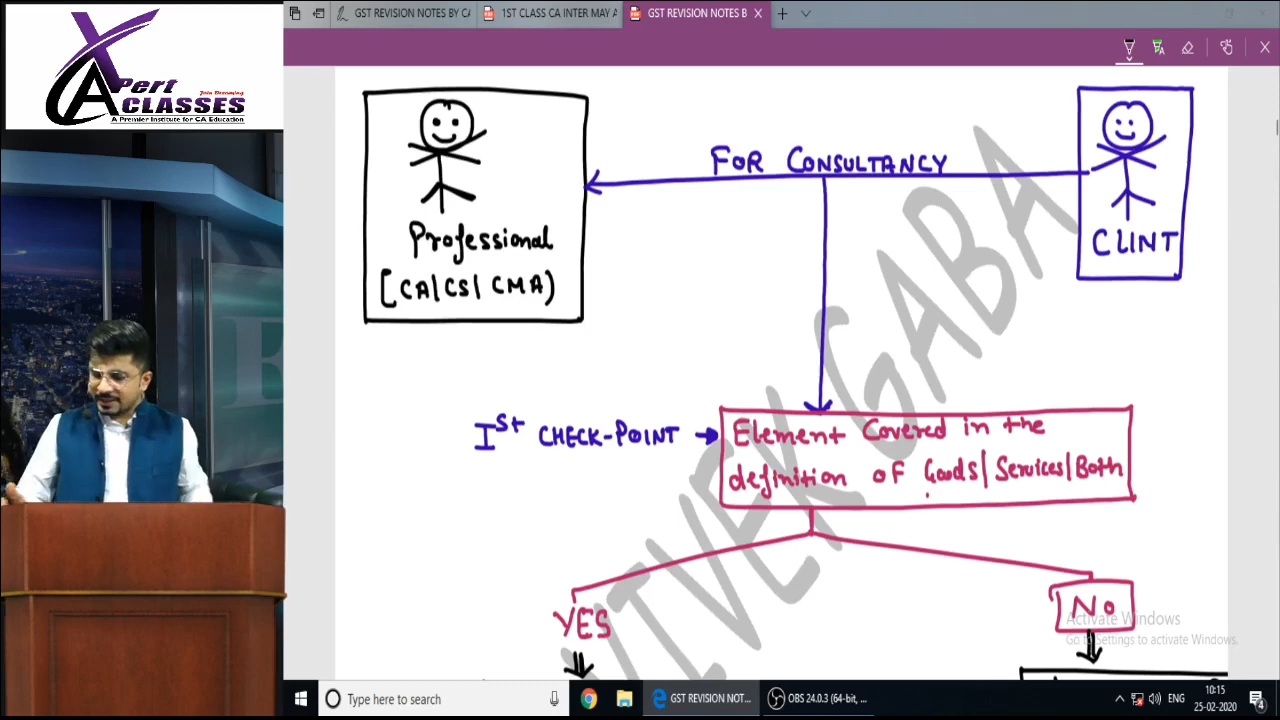 GST REVISION NOTES BY CA
1ST CLASS CA INTER MAY A
GST REVISION NOTES B
XPert
Join Becoming
CA CLASSES
A Premier Institute for CA Education
FOR CONSULTANCY
Professional
[CA/CS/CMA)
CLINT
VIVEK GABA
Ist CHECK-POINT
Element Covered in the
definition of Goods/Services/Both
YES
No
Activate Windows
Go to Settings to activate Windows.
Type here to search
GST REVISION NOT...
OBS 24.0.3 (64-bit, ...
ENG
10:15
25-02-2020
4